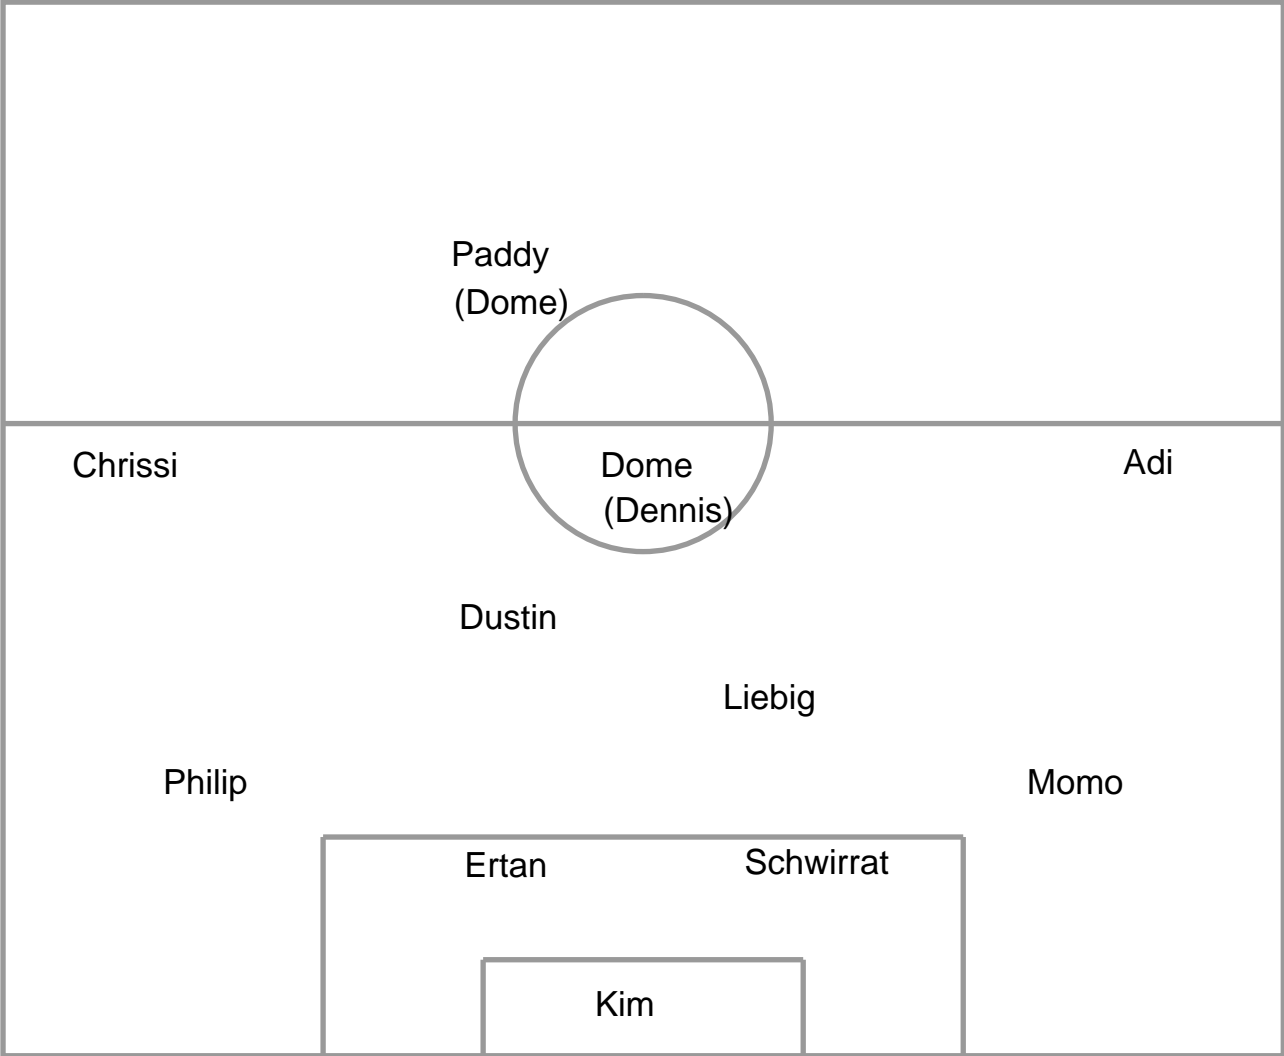 Paddy
(Dome)
Chrissi
Dome
Adi
(Dennis)
Dustin
Liebig
Philip
Momo
Ertan
Schwirrat
Kim